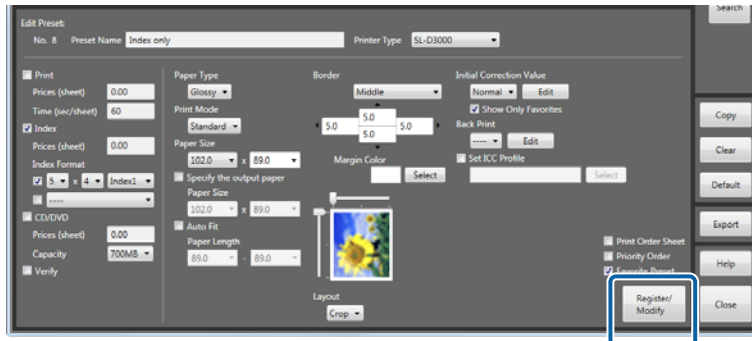 Search
Edit Preset:
No. 8 Preset Name Index only Printer Type SL-D3000
Print
Prices (sheet) 0.00
Time (sec/sheet) 60
Index
Prices (sheet) 0.00
Index Format
5 x 4 Index1
----
CD/DVD
Prices (sheet) 0.00
Capacity 700MB
Verify
Paper Type
Glossy
Print Mode
Standard
Paper Size
102.0 x 89.0
Specify the output paper
Paper Size
102.0 x 89.0
Auto Fit
Paper Length
89.0 - 89.0
Border
Middle
5.0
5.0 5.0
5.0
Margin Color
Select
Layout
Crop
Initial Correction Value
Normal Edit
Show Only Favorites
Back Print
---- Edit
Set ICC Profile
Select
Print Order Sheet
Priority Order
Favorite Preset
Register/
Modify
Copy
Clear
Default
Export
Help
Close